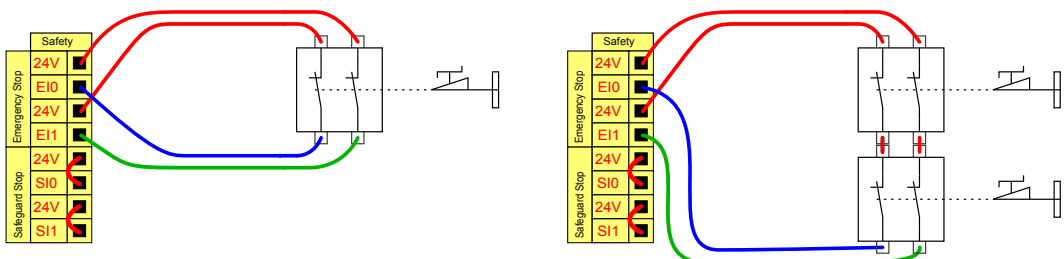 Safety
Emergency Stop
24V
EI0
24V
EI1
Safeguard Stop
24V
SI0
24V
SI1
Safety
Emergency Stop
24V
EI0
24V
EI1
Safeguard Stop
24V
SI0
24V
SI1